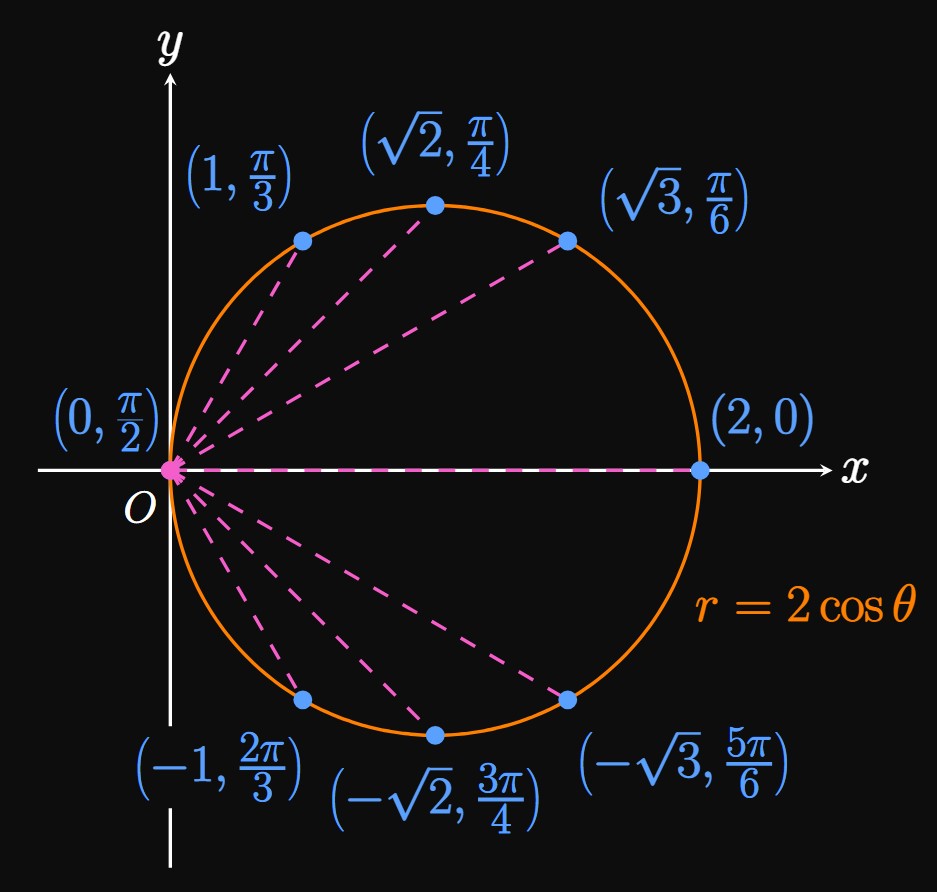 y
(√2, π/4)
(1, π/3)
(√3, π/6)
(0, π/2)
(2, 0)
x
O
r = 2 cos θ
(−1, 2π/3)
(−√2, 3π/4)
(−√3, 5π/6)